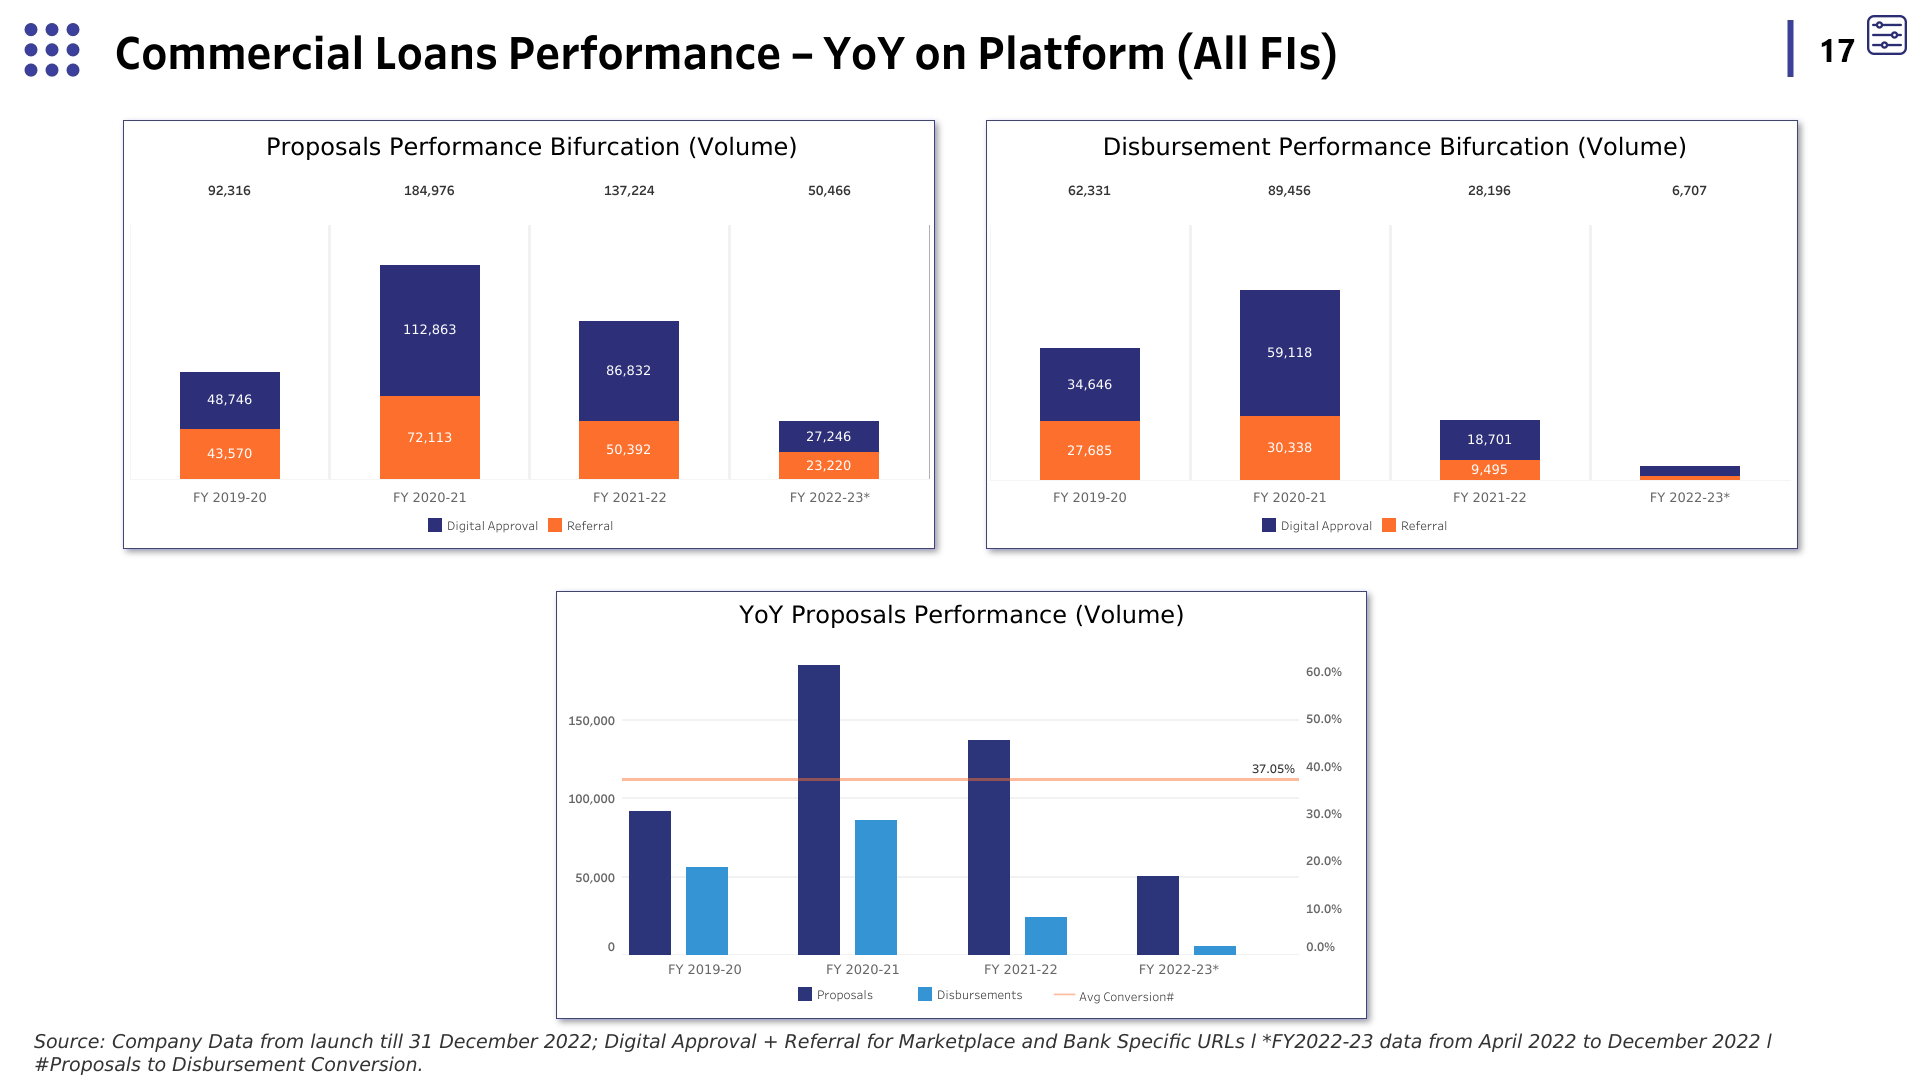 Commercial Loans Performance – YoY on Platform (All FIs)
17
Proposals Performance Bifurcation (Volume)
92,316 184,976 137,224 50,466
112,863
48,746
86,832
72,113
43,570
50,392
27,246
23,220
FY 2019-20 FY 2020-21 FY 2021-22 FY 2022-23*
Digital Approval Referral
Disbursement Performance Bifurcation (Volume)
62,331 89,456 28,196 6,707
59,118
34,646
30,338
27,685
18,701
9,495
FY 2019-20 FY 2020-21 FY 2021-22 FY 2022-23*
Digital Approval Referral
YoY Proposals Performance (Volume)
60.0%
150,000 50.0%
37.05% 40.0%
100,000 30.0%
50,000 20.0%
10.0%
0 0.0%
FY 2019-20 FY 2020-21 FY 2021-22 FY 2022-23*
Proposals Disbursements Avg Conversion#
Source: Company Data from launch till 31 December 2022; Digital Approval + Referral for Marketplace and Bank Specific URLs l *FY2022-23 data from April 2022 to December 2022 l
#Proposals to Disbursement Conversion.